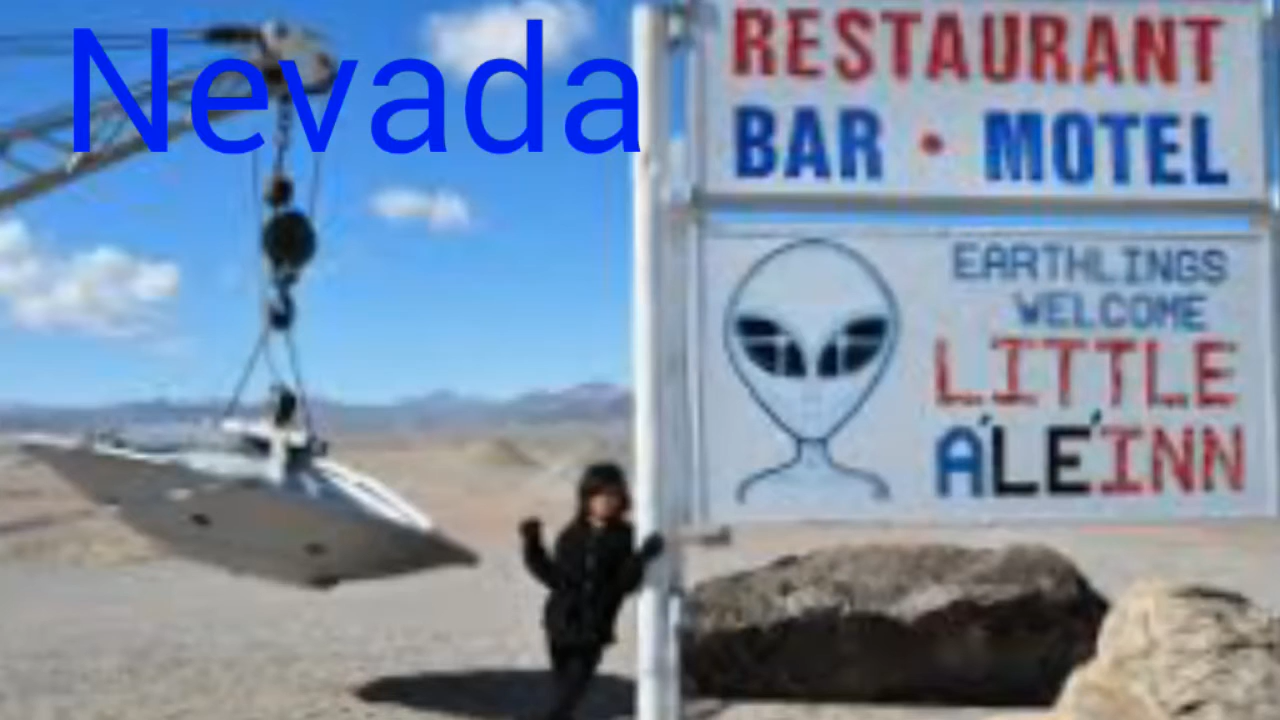 Nevada
RESTAURANT
BAR • MOTEL
EARTHLINGS
WELCOME
LITTLE
A'LE'INN